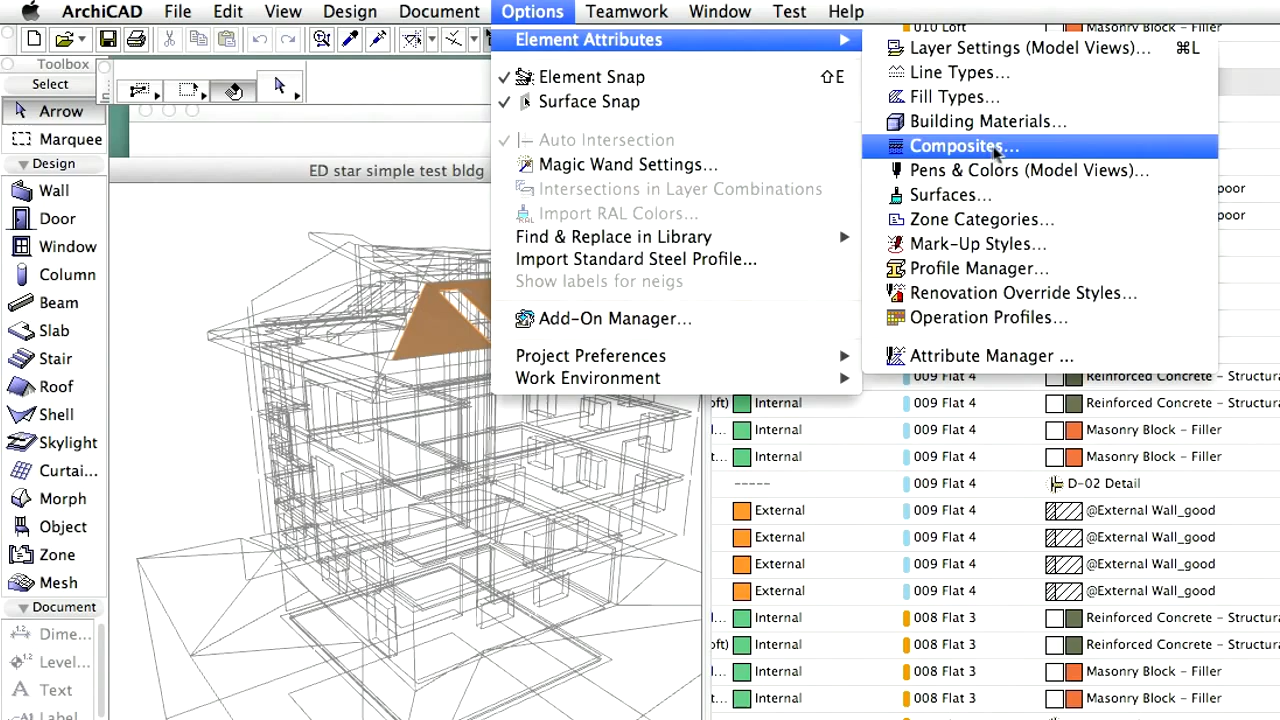 ArchiCAD File Edit View Design Document Options Teamwork Window Test Help
Toolbox
Select
Arrow
Marquee
Design
Wall
Door
Window
Column
Beam
Slab
Stair
Roof
Shell
Skylight
Curtai...
Morph
Object
Zone
Mesh
Document
Dime...
Level...
Text
Label
ED star simple test bldg
Element Attributes
Element Snap ⇧E
Surface Snap
Auto Intersection
Magic Wand Settings...
Intersections in Layer Combinations
Import RAL Colors...
Find & Replace in Library
Import Standard Steel Profile...
Show labels for neigs
Add-On Manager...
Project Preferences
Work Environment
010 Loft Masonry Block - Filler
Layer Settings (Model Views)... ⌘L
Line Types...
Fill Types...
Building Materials...
Composites...
Pens & Colors (Model Views)...
Surfaces...
Zone Categories...
Mark-Up Styles...
Profile Manager...
Renovation Override Styles...
Operation Profiles...
Attribute Manager ...
poor
poor
009 Flat 4 Reinforced Concrete - Structura
oft) Internal 009 Flat 4 Reinforced Concrete - Structura
... Internal 009 Flat 4 Masonry Block - Filler
t... Internal 009 Flat 4 Masonry Block - Filler
----- 009 Flat 4 D-02 Detail
External 009 Flat 4 @External Wall_good
External 009 Flat 4 @External Wall_good
External 009 Flat 4 @External Wall_good
External 009 Flat 4 @External Wall_good
... Internal 008 Flat 3 Reinforced Concrete - Structura
oft) Internal 008 Flat 3 Reinforced Concrete - Structura
... Internal 008 Flat 3 Masonry Block - Filler
t... Internal 008 Flat 3 Masonry Block - Filler